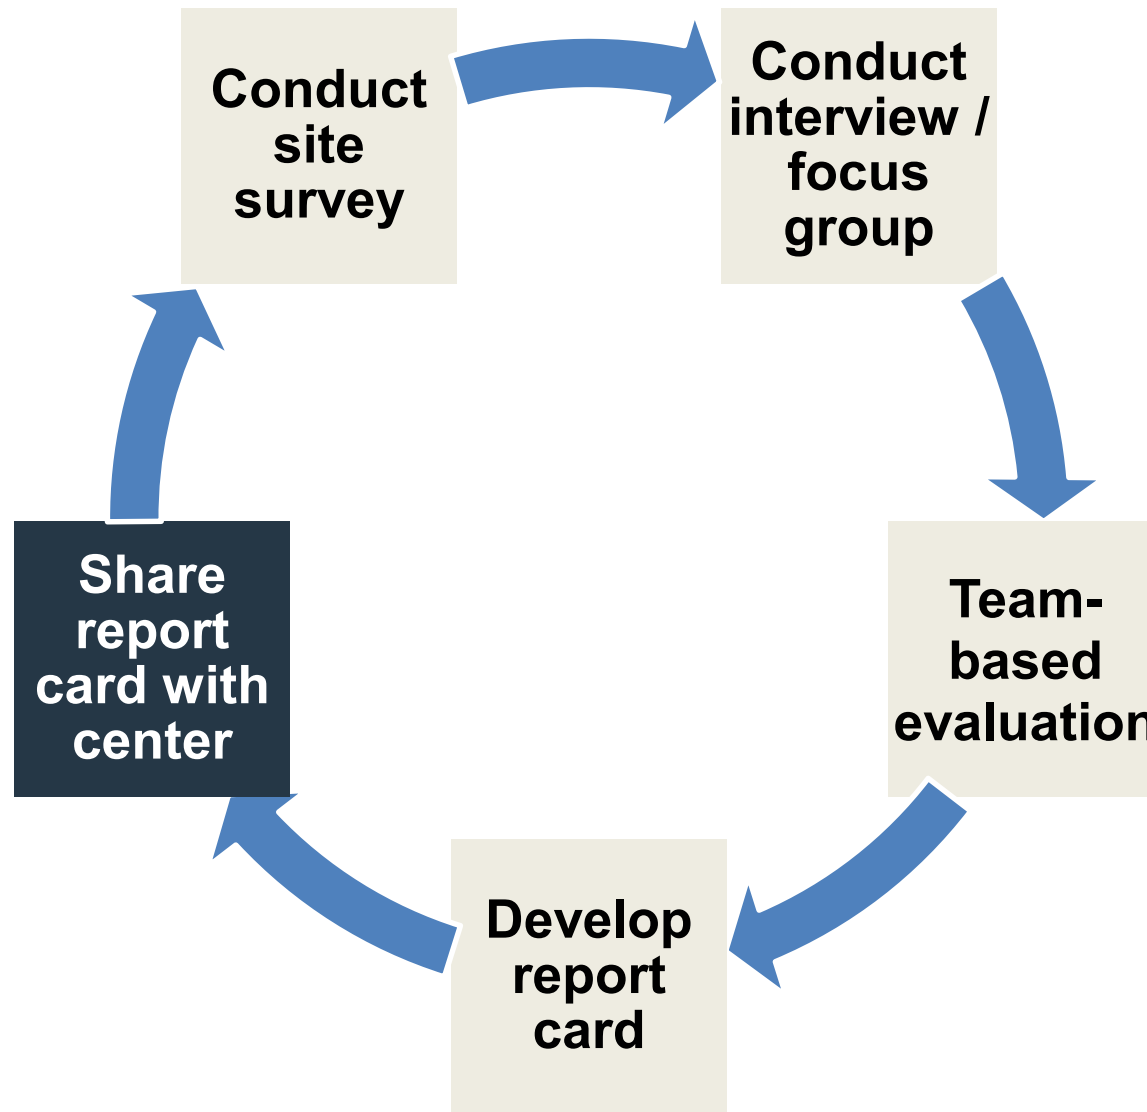 Conduct
site
survey
Conduct
interview /
focus
group
Team-
based
evaluation
Develop
report
card
Share
report
card with
center